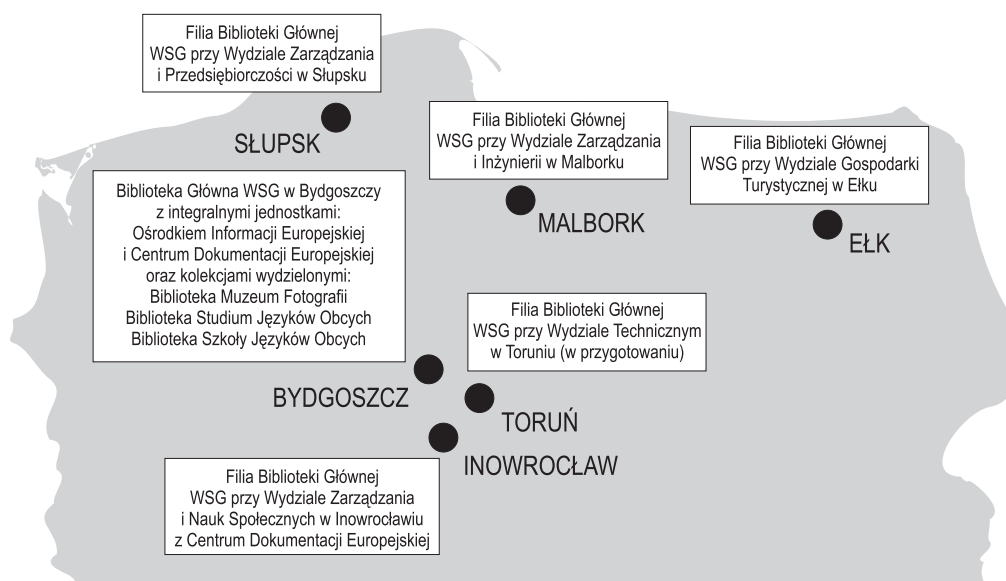 Filia Biblioteki Głównej
WSG przy Wydziale Zarządzania
i Przedsiębiorczości w Słupsku
SŁUPSK
Filia Biblioteki Głównej
WSG przy Wydziale Zarządzania
i Inżynierii w Malborku
MALBORK
Filia Biblioteki Głównej
WSG przy Wydziale Gospodarki
Turystycznej w Ełku
EŁK
Biblioteka Główna WSG w Bydgoszczy
z integralnymi jednostkami:
Ośrodkiem Informacji Europejskiej
i Centrum Dokumentacji Europejskiej
oraz kolekcjami wydzielonymi:
Biblioteka Muzeum Fotografii
Biblioteka Studium Języków Obcych
Biblioteka Szkoły Języków Obcych
BYDGOSZCZ
Filia Biblioteki Głównej
WSG przy Wydziale Technicznym
w Toruniu (w przygotowaniu)
TORUŃ
INOWROCŁAW
Filia Biblioteki Głównej
WSG przy Wydziale Zarządzania
i Nauk Społecznych w Inowrocławiu
z Centrum Dokumentacji Europejskiej